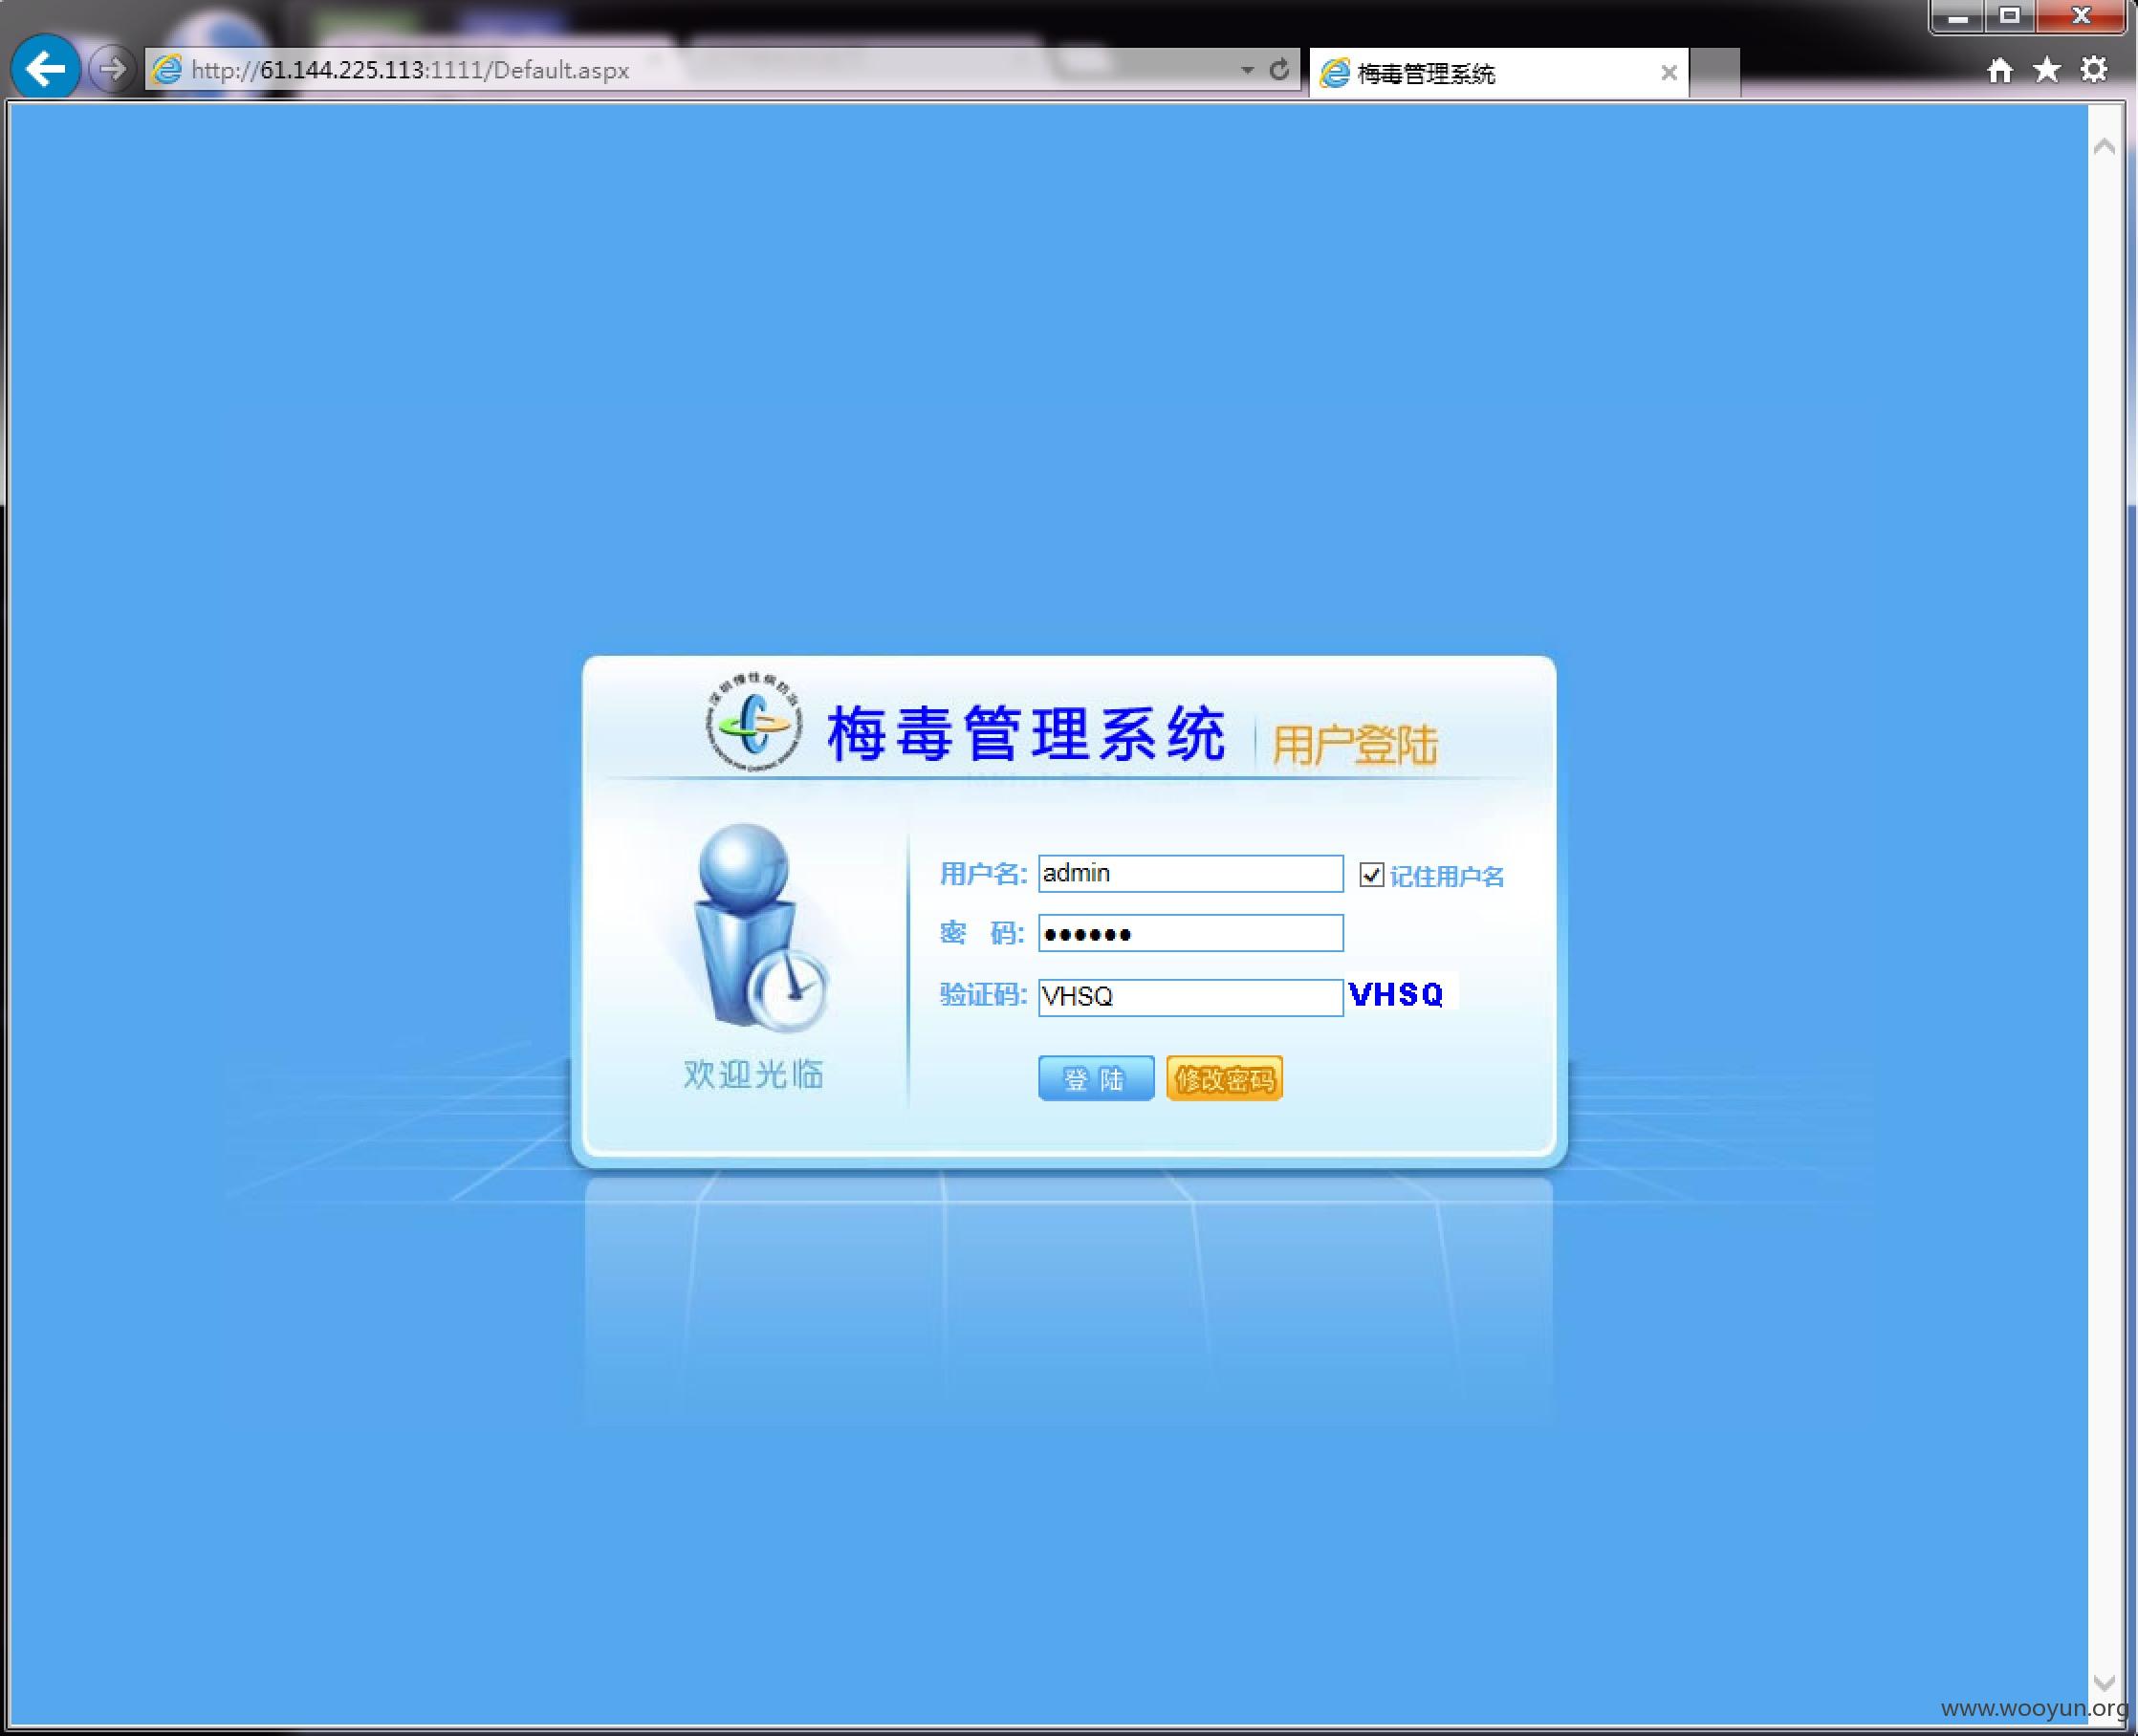 http://61.144.225.113:1111/Default.aspx
梅毒管理系统
梅毒管理系统 用户登陆
用户名: admin 记住用户名
密 码: ●●●●●●
验证码: VHSQ VHSQ
欢迎光临
登 陆 修改密码
www.wooyun.org